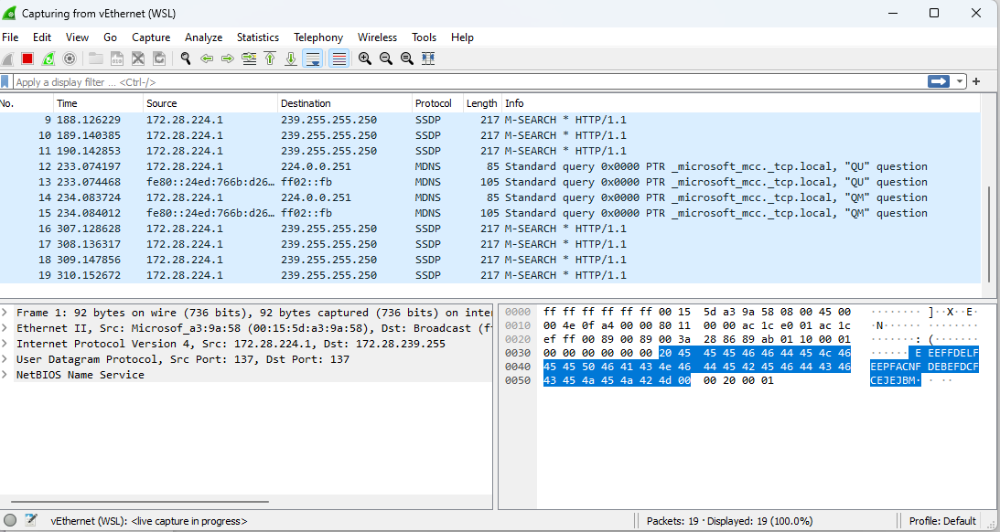 Capturing from vEthernet (WSL)
File Edit View Go Capture Analyze Statistics Telephony Wireless Tools Help
Apply a display filter ... <Ctrl-/>
No. Time Source Destination Protocol Length Info
9 188.126229 172.28.224.1 239.255.255.250 SSDP 217 M-SEARCH * HTTP/1.1
10 189.140385 172.28.224.1 239.255.255.250 SSDP 217 M-SEARCH * HTTP/1.1
11 190.142853 172.28.224.1 239.255.255.250 SSDP 217 M-SEARCH * HTTP/1.1
12 233.074197 172.28.224.1 224.0.0.251 MDNS 85 Standard query 0x0000 PTR _microsoft_mcc._tcp.local, "QU" question
13 233.074468 fe80::24ed:766b:d26… ff02::fb MDNS 105 Standard query 0x0000 PTR _microsoft_mcc._tcp.local, "QU" question
14 234.083724 172.28.224.1 224.0.0.251 MDNS 85 Standard query 0x0000 PTR _microsoft_mcc._tcp.local, "QM" question
15 234.084012 fe80::24ed:766b:d26… ff02::fb MDNS 105 Standard query 0x0000 PTR _microsoft_mcc._tcp.local, "QM" question
16 307.128628 172.28.224.1 239.255.255.250 SSDP 217 M-SEARCH * HTTP/1.1
17 308.136317 172.28.224.1 239.255.255.250 SSDP 217 M-SEARCH * HTTP/1.1
18 309.147856 172.28.224.1 239.255.255.250 SSDP 217 M-SEARCH * HTTP/1.1
19 310.152672 172.28.224.1 239.255.255.250 SSDP 217 M-SEARCH * HTTP/1.1
Frame 1: 92 bytes on wire (736 bits), 92 bytes captured (736 bits) on inte
Ethernet II, Src: Microsof_a3:9a:58 (00:15:5d:a3:9a:58), Dst: Broadcast (f
Internet Protocol Version 4, Src: 172.28.224.1, Dst: 172.28.239.255
User Datagram Protocol, Src Port: 137, Dst Port: 137
NetBIOS Name Service
0000 ff ff ff ff ff ff 00 15 5d a3 9a 58 08 00 45 00 ········ ]··X··E·
0010 00 4e 0f a4 00 00 80 11 00 00 ac 1c e0 01 ac 1c ·N······ ········
0020 ef ff 00 89 00 89 00 3a 28 86 89 ab 01 10 00 01 ·······: (·······
0030 00 00 00 00 00 00 20 45 45 45 46 46 44 45 4c 46 ······ E EEFFDELF
0040 45 45 50 46 41 43 4e 46 44 45 42 45 46 44 43 46 EEPFACNF DEBEFDCF
0050 43 45 4a 45 4a 42 4d 00 00 20 00 01 CEJEJBM· · ··
vEthernet (WSL): <live capture in progress> Packets: 19 · Displayed: 19 (100.0%) Profile: Default